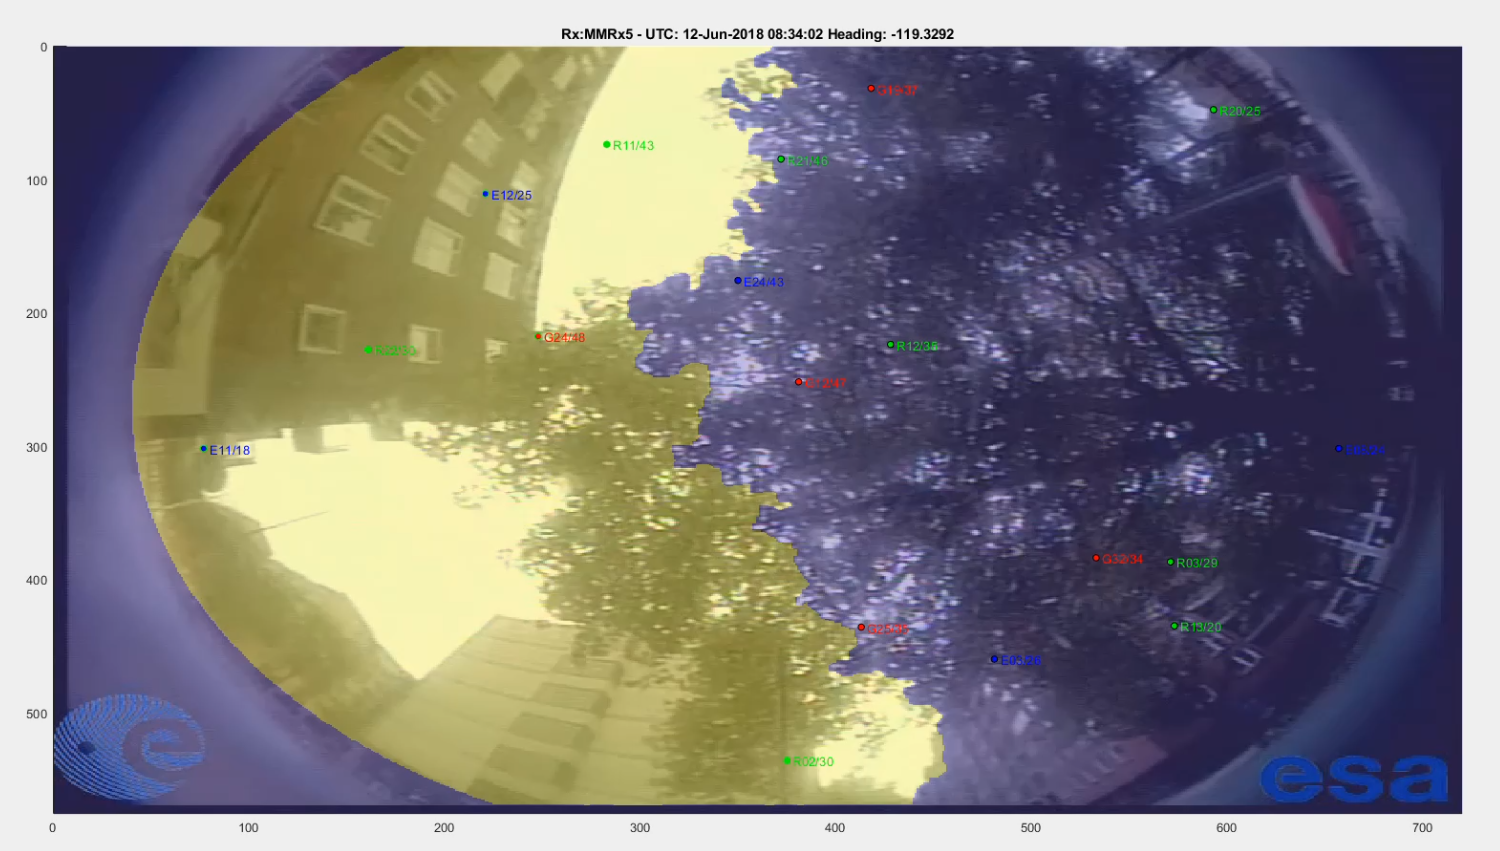 Rx:MMRx5 - UTC: 12-Jun-2018 08:34:02 Heading: -119.3292
0
100
200
300
400
500
R20/25
R11/43
R21/46
E12/25
E24/43
G24/48
R12/35
E11/18
G32/34
R03/29
R13/20
E03/26
R02/30
esa
0 100 200 300 400 500 600 700